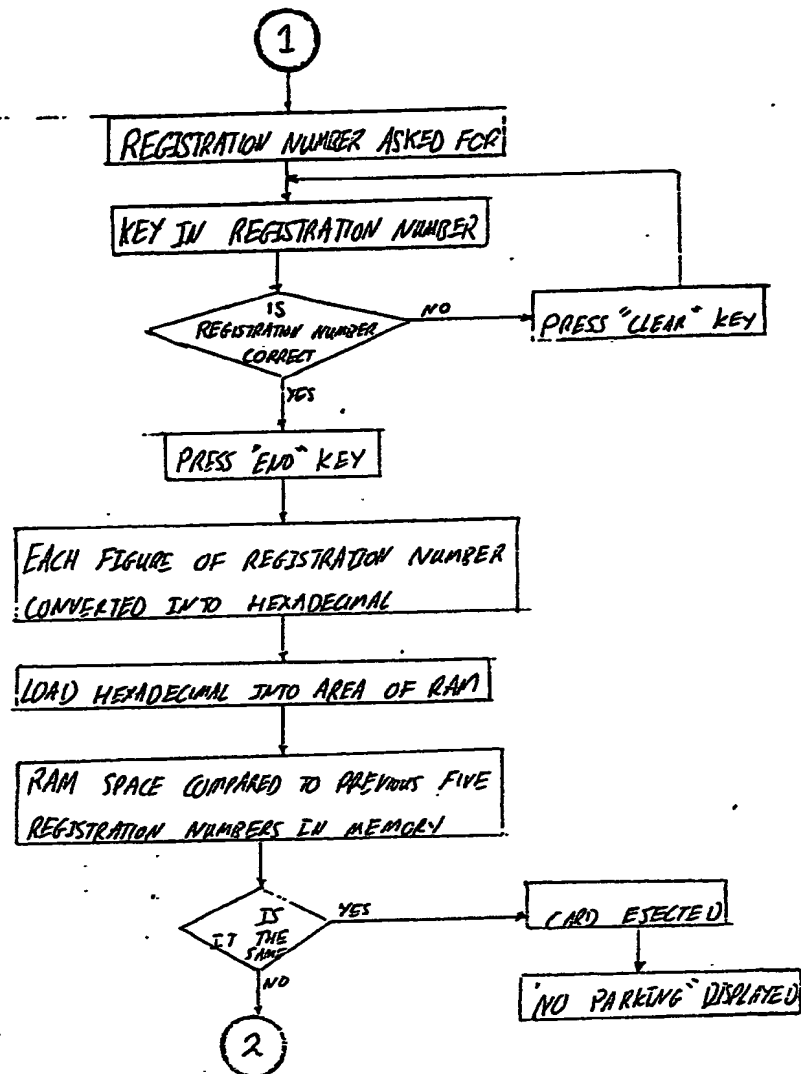 1
REGISTRATION NUMBER ASKED FOR
KEY IN REGISTRATION NUMBER
IS
REGISTRATION NUMBER
CORRECT
NO
PRESS "CLEAR" KEY
YES
PRESS "END" KEY
EACH FIGURE OF REGISTRATION NUMBER
CONVERTED INTO HEXADECIMAL
LOAD HEXADECIMAL INTO AREA OF RAM
RAM SPACE COMPARED TO PREVIOUS FIVE
REGISTRATION NUMBERS IN MEMORY
IS
IT THE
SAME
YES
CARD EJECTED
NO
"NO PARKING" DISPLAYED
2